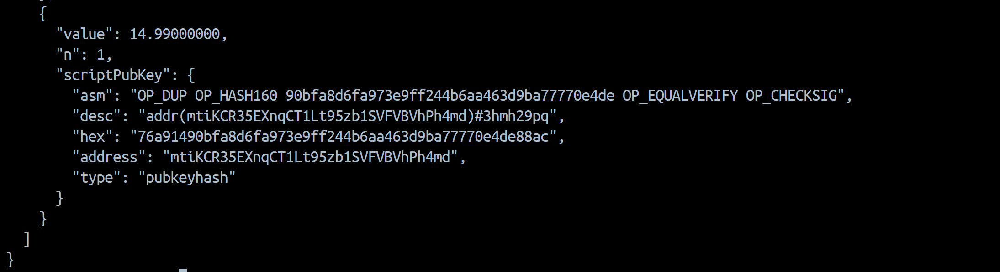 {
"value": 14.99000000,
"n": 1,
"scriptPubKey": {
"asm": "OP_DUP OP_HASH160 90bfa8d6fa973e9ff244b6aa463d9ba77770e4de OP_EQUALVERIFY OP_CHECKSIG",
"desc": "addr(mtiKCR35EXnqCT1Lt95zb1SVFVBVhPh4md)#3hmh29pq",
"hex": "76a91490bfa8d6fa973e9ff244b6aa463d9ba77770e4de88ac",
"address": "mtiKCR35EXnqCT1Lt95zb1SVFVBVhPh4md",
"type": "pubkeyhash"
}
}
]
}